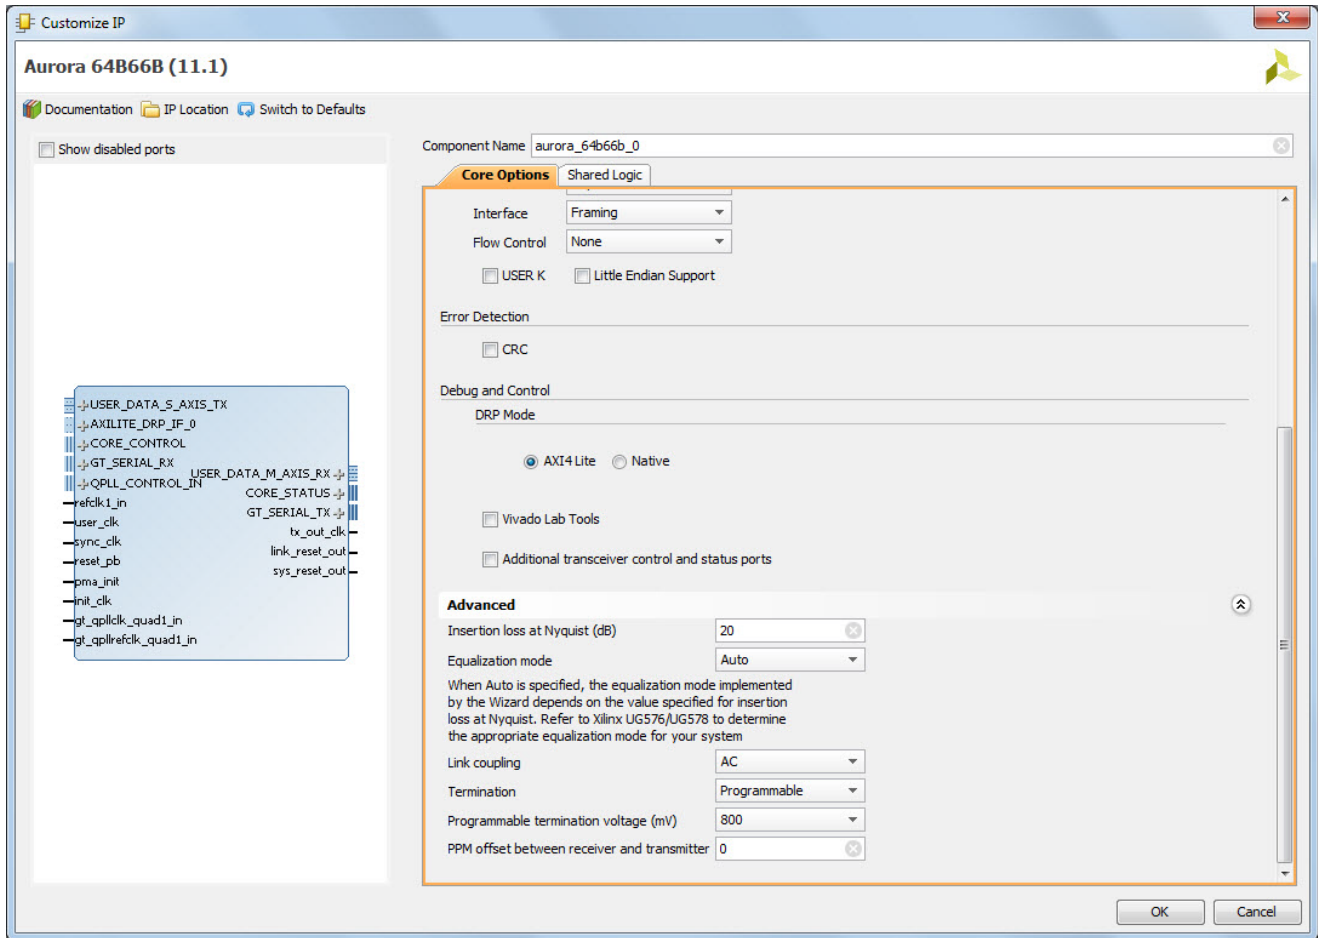 Customize IP
Aurora 64B66B (11.1)
Documentation IP Location Switch to Defaults
Show disabled ports
USER_DATA_S_AXIS_TX
AXILITE_DRP_IF_0
CORE_CONTROL
GT_SERIAL_RX
QPLL_CONTROL_IN
refclk1_in
user_clk
sync_clk
reset_pb
pma_init
init_clk
gt_qpllclk_quad1_in
gt_qpllrefclk_quad1_in
USER_DATA_M_AXIS_RX
CORE_STATUS
GT_SERIAL_TX
tx_out_clk
link_reset_out
sys_reset_out
Component Name aurora_64b66b_0
Core Options Shared Logic
Interface Framing
Flow Control None
USER K Little Endian Support
Error Detection
CRC
Debug and Control
DRP Mode
AXI4 Lite Native
Vivado Lab Tools
Additional transceiver control and status ports
Advanced
Insertion loss at Nyquist (dB) 20
Equalization mode Auto
When Auto is specified, the equalization mode implemented
by the Wizard depends on the value specified for insertion
loss at Nyquist. Refer to Xilinx UG576/UG578 to determine
the appropriate equalization mode for your system
Link coupling AC
Termination Programmable
Programmable termination voltage (mV) 800
PPM offset between receiver and transmitter 0
OK Cancel